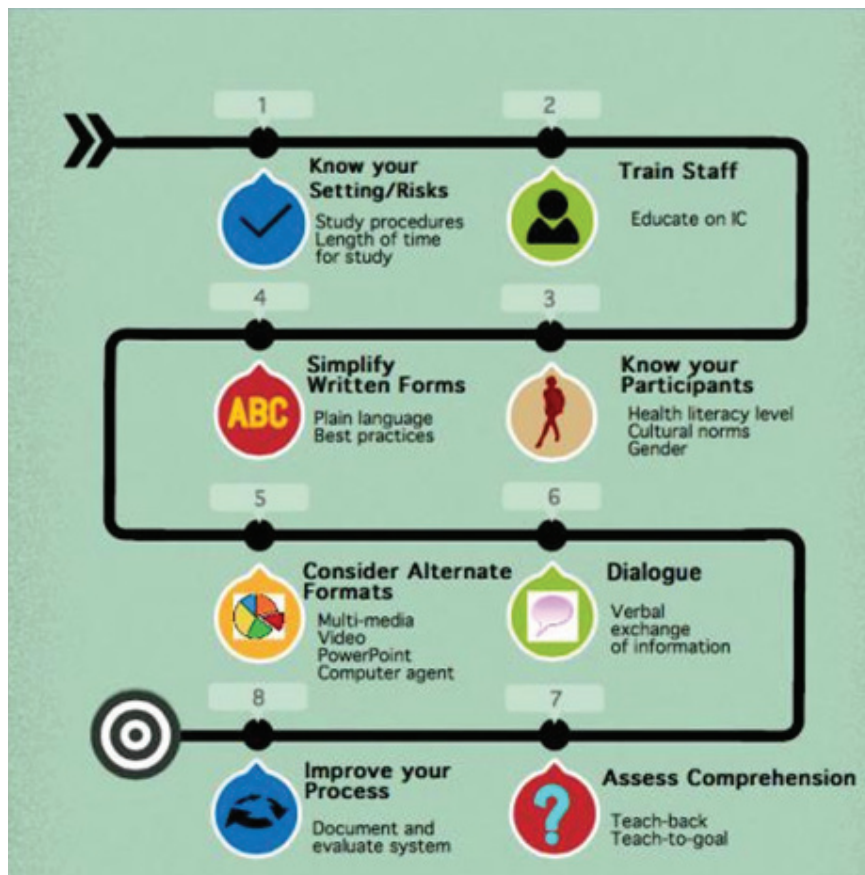 1
Know your
Setting/Risks
Study procedures
Length of time
for study
2
Train Staff
Educate on IC
3
Know your
Participants
Health literacy level
Cultural norms
Gender
4
Simplify
Written Forms
ABC
Plain language
Best practices
5
Consider Alternate
Formats
Multi-media
Video
PowerPoint
Computer agent
6
Dialogue
Verbal
exchange
of information
7
Assess Comprehension
?
Teach-back
Teach-to-goal
8
Improve your
Process
Document and
evaluate system